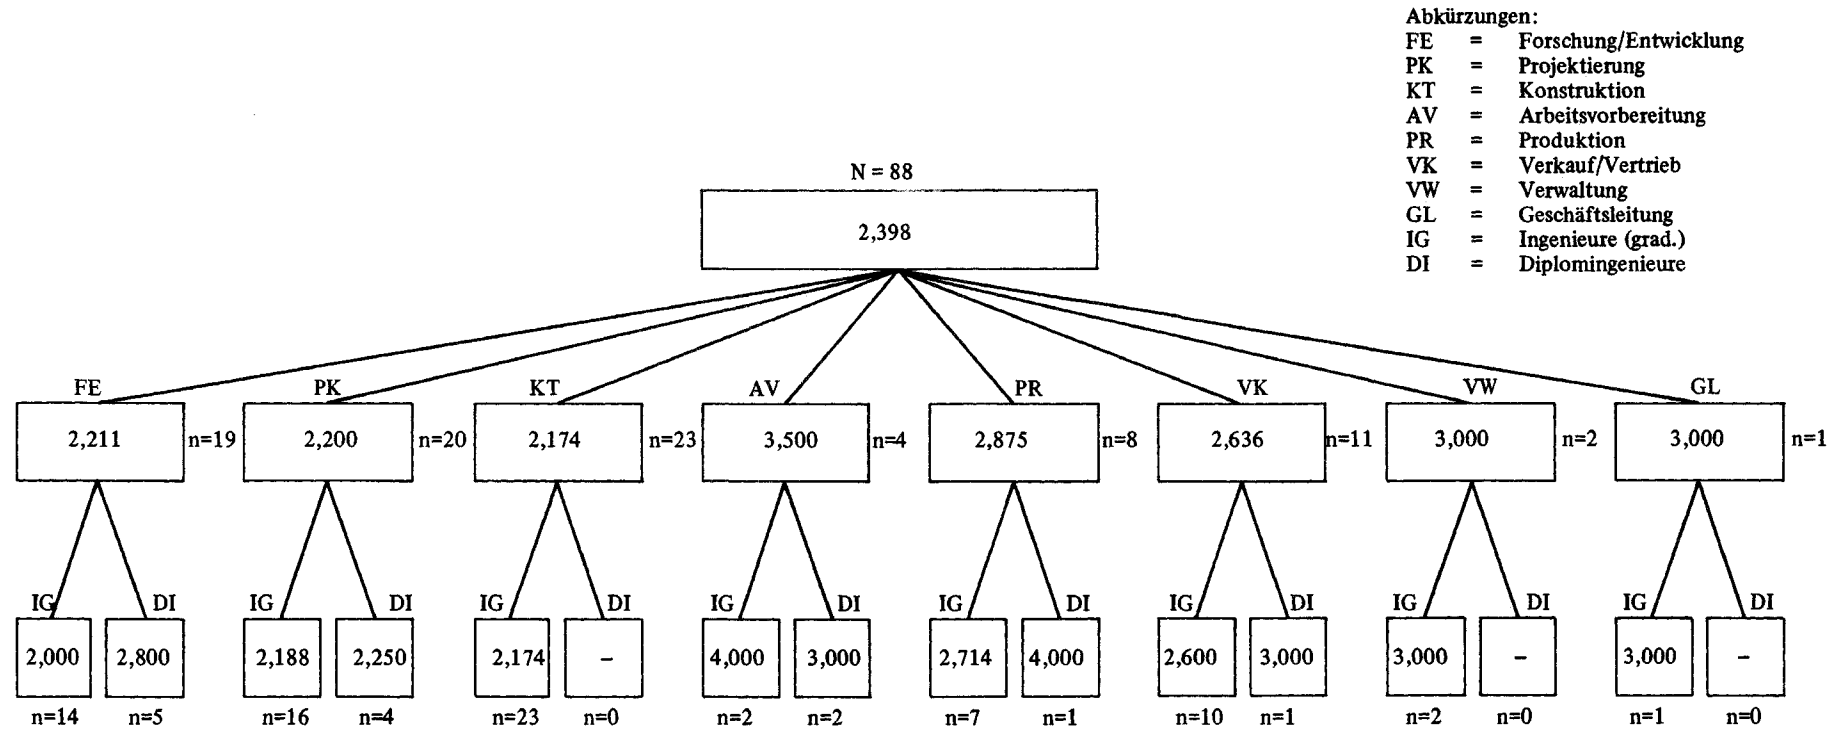 Abkürzungen:
FE = Forschung/Entwicklung
PK = Projektierung
KT = Konstruktion
AV = Arbeitsvorbereitung
PR = Produktion
VK = Verkauf/Vertrieb
VW = Verwaltung
GL = Geschäftsleitung
IG = Ingenieure (grad.)
DI = Diplomingenieure
N = 88
2,398
FE PK KT AV PR VK VW GL
2,211 n=19 2,200 n=20 2,174 n=23 3,500 n=4 2,875 n=8 2,636 n=11 3,000 n=2 3,000 n=1
IG DI IG DI IG DI IG DI IG DI IG DI IG DI IG DI
2,000 2,800 2,188 2,250 2,174 – 4,000 3,000 2,714 4,000 2,600 3,000 3,000 – 3,000 –
n=14 n=5 n=16 n=4 n=23 n=0 n=2 n=2 n=7 n=1 n=10 n=1 n=2 n=0 n=1 n=0